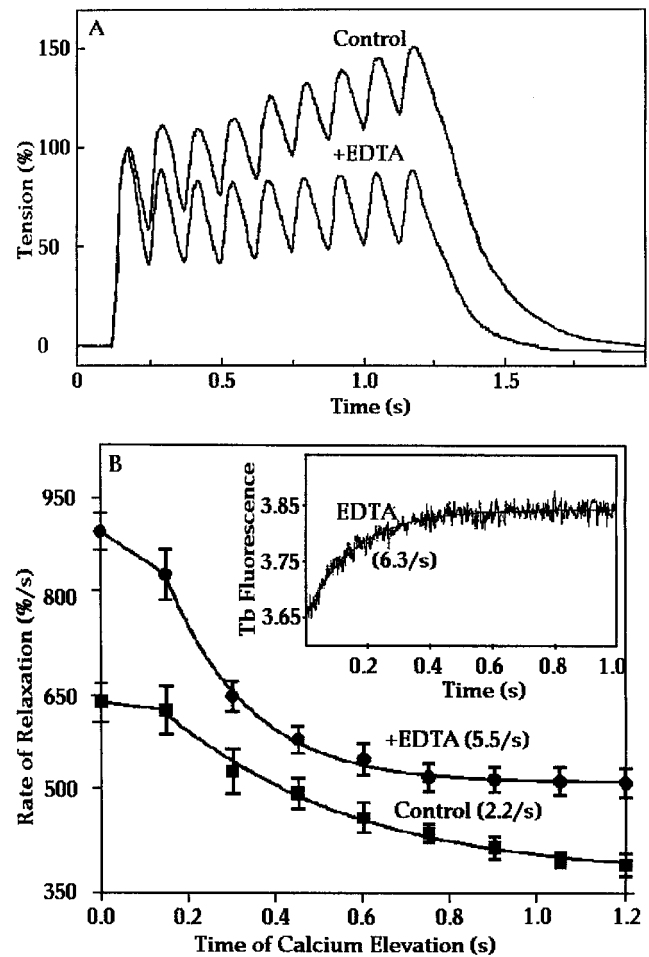 A
Control
+EDTA
150
100
50
0
Tension (%)
0
0.5
1.0
1.5
Time (s)
B
EDTA
(6.3/s)
3.85
3.75
3.65
Tb Fluorescence
0.2
0.4
0.6
0.8
1.0
Time (s)
950
800
650
500
350
Rate of Relaxation (%/s)
+EDTA (5.5/s)
Control (2.2/s)
0.0
0.2
0.4
0.6
0.8
1.0
1.2
Time of Calcium Elevation (s)